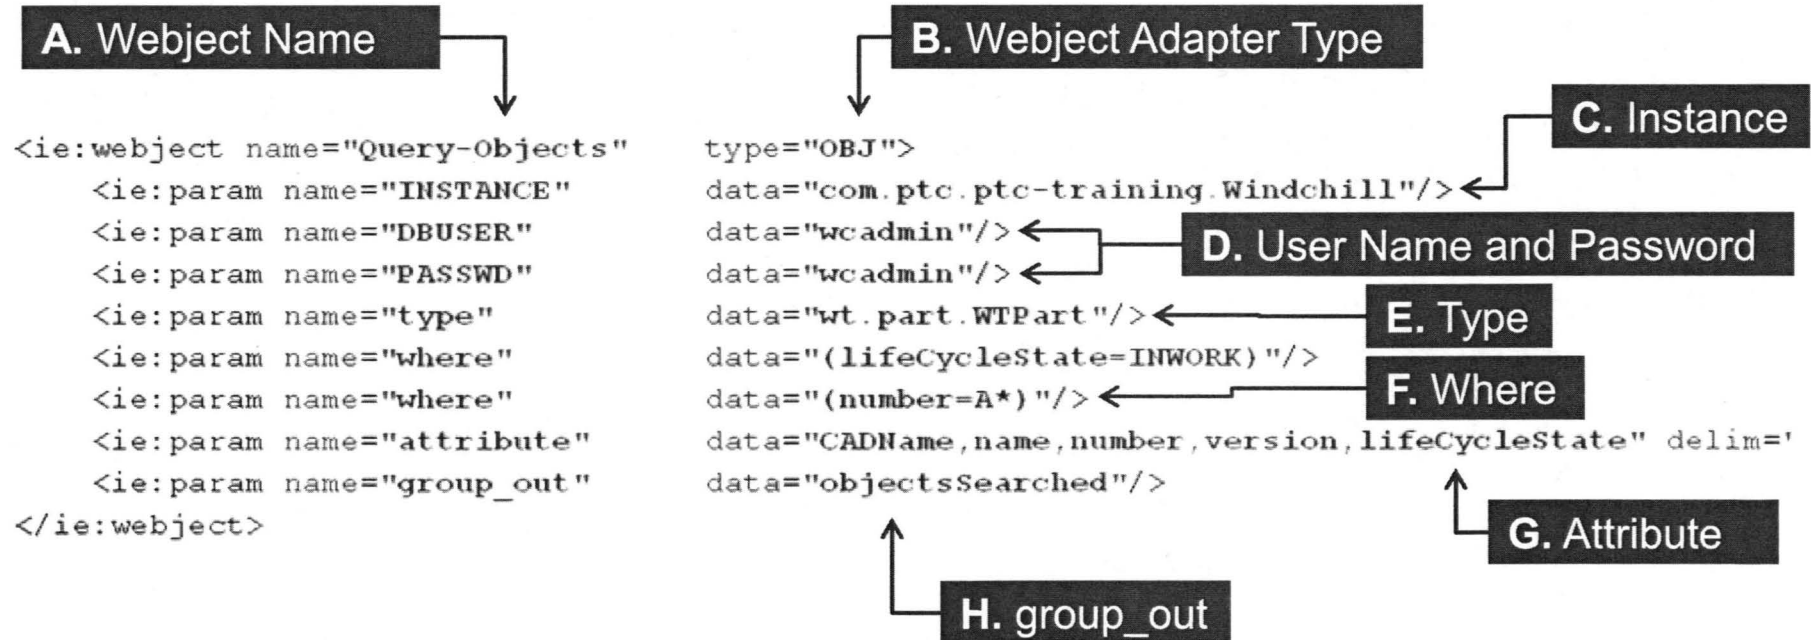 A. Webject Name
B. Webject Adapter Type
C. Instance
<ie:webject name="Query-Objects" type="OBJ">
<ie:param name="INSTANCE" data="com.ptc.ptc-training.Windchill"/>
<ie:param name="DBUSER" data="wcadmin"/>
D. User Name and Password
<ie:param name="PASSWD" data="wcadmin"/>
<ie:param name="type" data="wt.part.WTPart"/>
E. Type
<ie:param name="where" data="(lifeCycleState=INWORK)"/>
<ie:param name="where" data="(number=A*)"/>
F. Where
<ie:param name="attribute" data="CADName,name,number,version,lifeCycleState" delim='
<ie:param name="group_out" data="objectsSearched"/>
</ie:webject>
G. Attribute
H. group_out